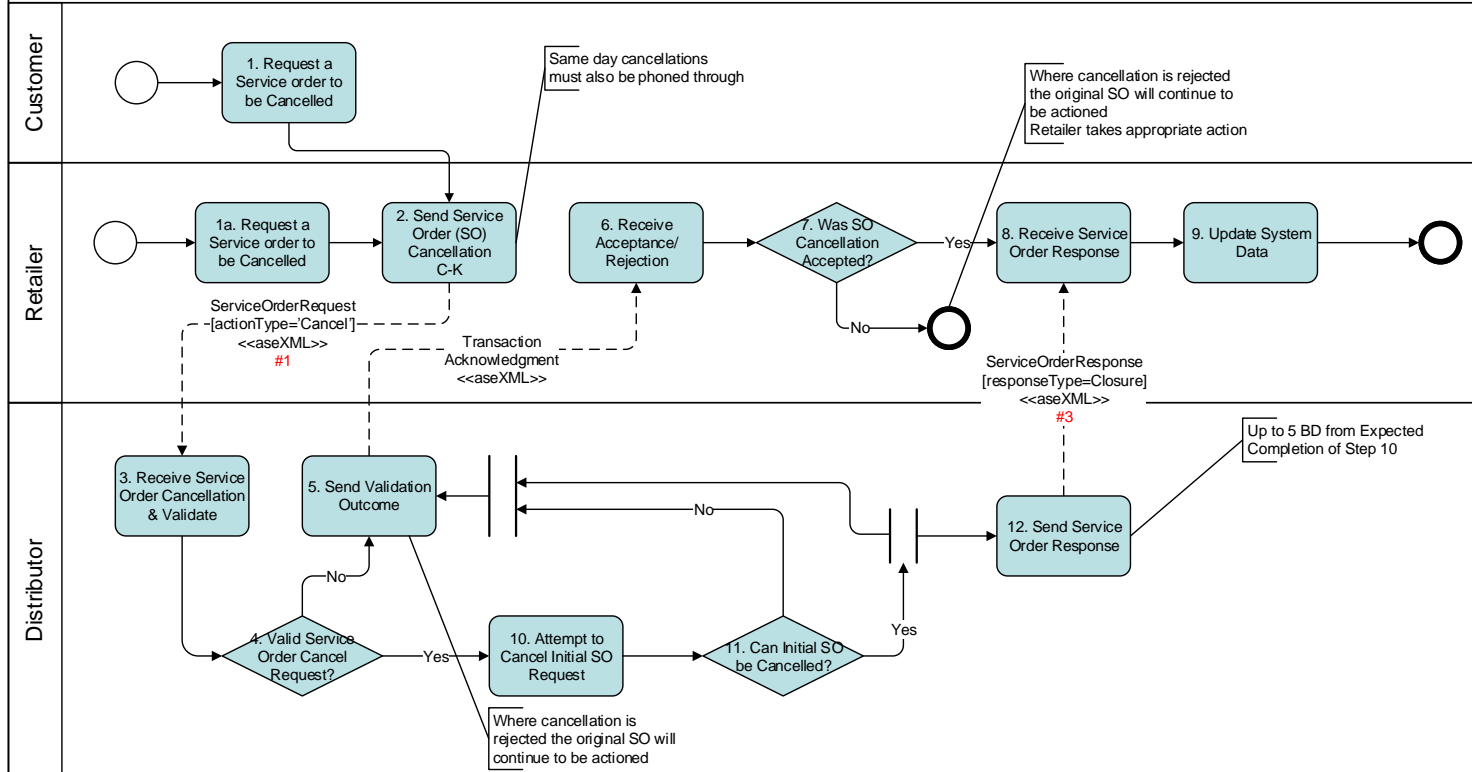 Customer
1. Request a
Service order to
be Cancelled
Same day cancellations
must also be phoned through
Where cancellation is rejected
the original SO will continue to
be actioned
Retailer takes appropriate action
Retailer
1a. Request a
Service order to
be Cancelled
2. Send Service
Order (SO)
Cancellation
C-K
6. Receive
Acceptance/
Rejection
7. Was SO
Cancellation
Accepted?
Yes
No
8. Receive Service
Order Response
9. Update System
Data
ServiceOrderRequest
[actionType='Cancel']
<<aseXML>>
#1
Transaction
Acknowledgment
<<aseXML>>
ServiceOrderResponse
[responseType=Closure]
<<aseXML>>
#3
Distributor
3. Receive Service
Order Cancellation
& Validate
5. Send Validation
Outcome
No
12. Send Service
Order Response
Up to 5 BD from Expected
Completion of Step 10
No
4. Valid Service
Order Cancel
Request?
Yes
10. Attempt to
Cancel Initial SO
Request
11. Can Initial SO
be Cancelled?
Yes
Where cancellation is
rejected the original SO will
continue to be actioned